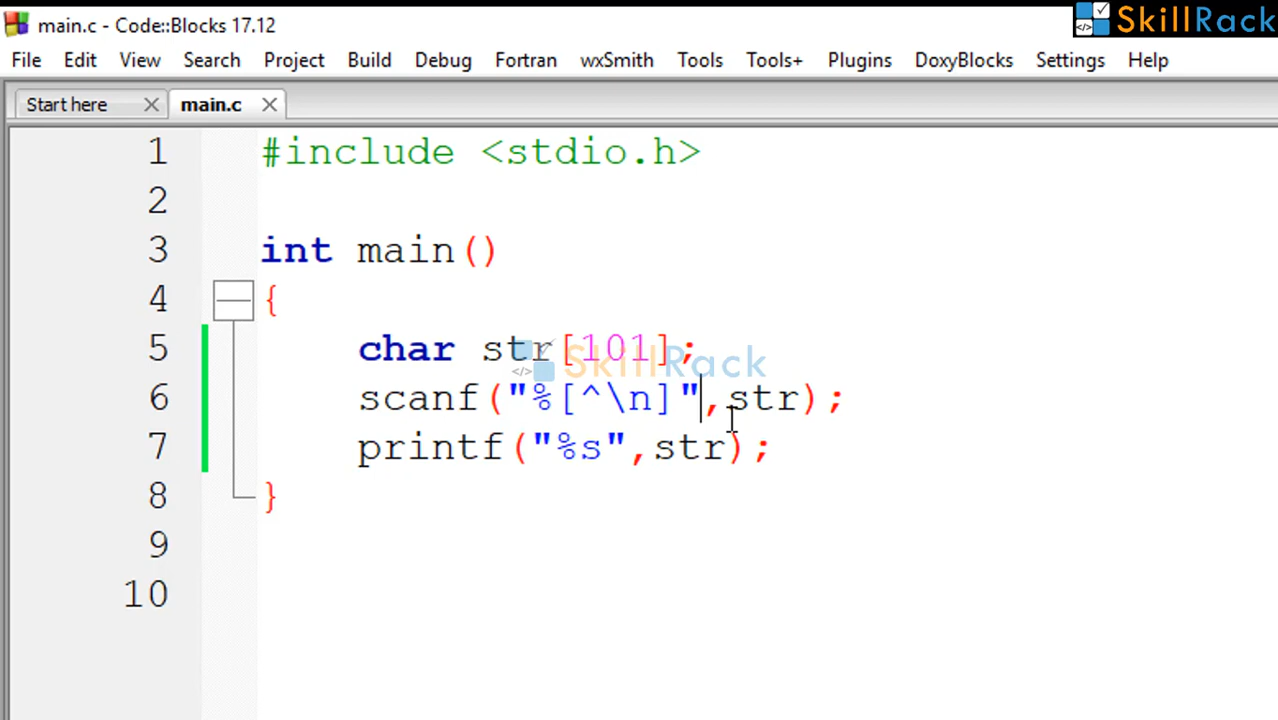 main.c - Code::Blocks 17.12
SkillRack
File Edit View Search Project Build Debug Fortran wxSmith Tools Tools+ Plugins DoxyBlocks Settings Help
Start here main.c
1 #include <stdio.h>
2
3 int main()
4 {
5 char str[101];
SkillRack
6 scanf("%[^\n]",str);
7 printf("%s",str);
8 }
9
10